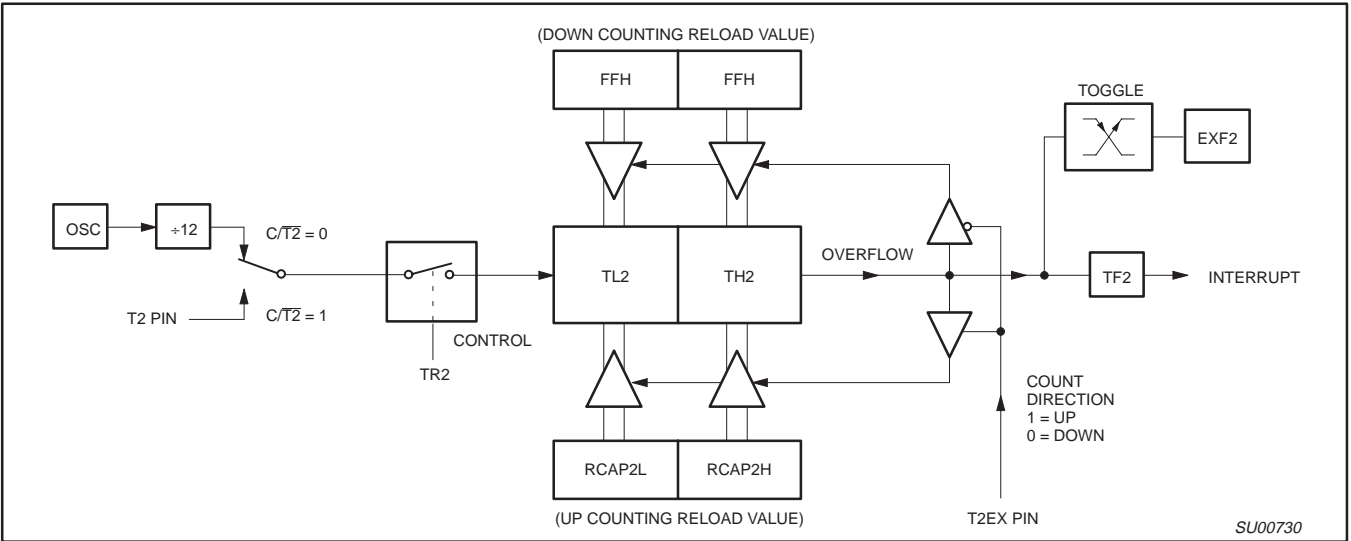 (DOWN COUNTING RELOAD VALUE)
FFH
FFH
TOGGLE
EXF2
OSC
÷12
C/T2̅ = 0
T2 PIN
C/T2̅ = 1
CONTROL
TR2
TL2
TH2
OVERFLOW
TF2
INTERRUPT
COUNT
DIRECTION
1 = UP
0 = DOWN
RCAP2L
RCAP2H
(UP COUNTING RELOAD VALUE)
T2EX PIN
SU00730